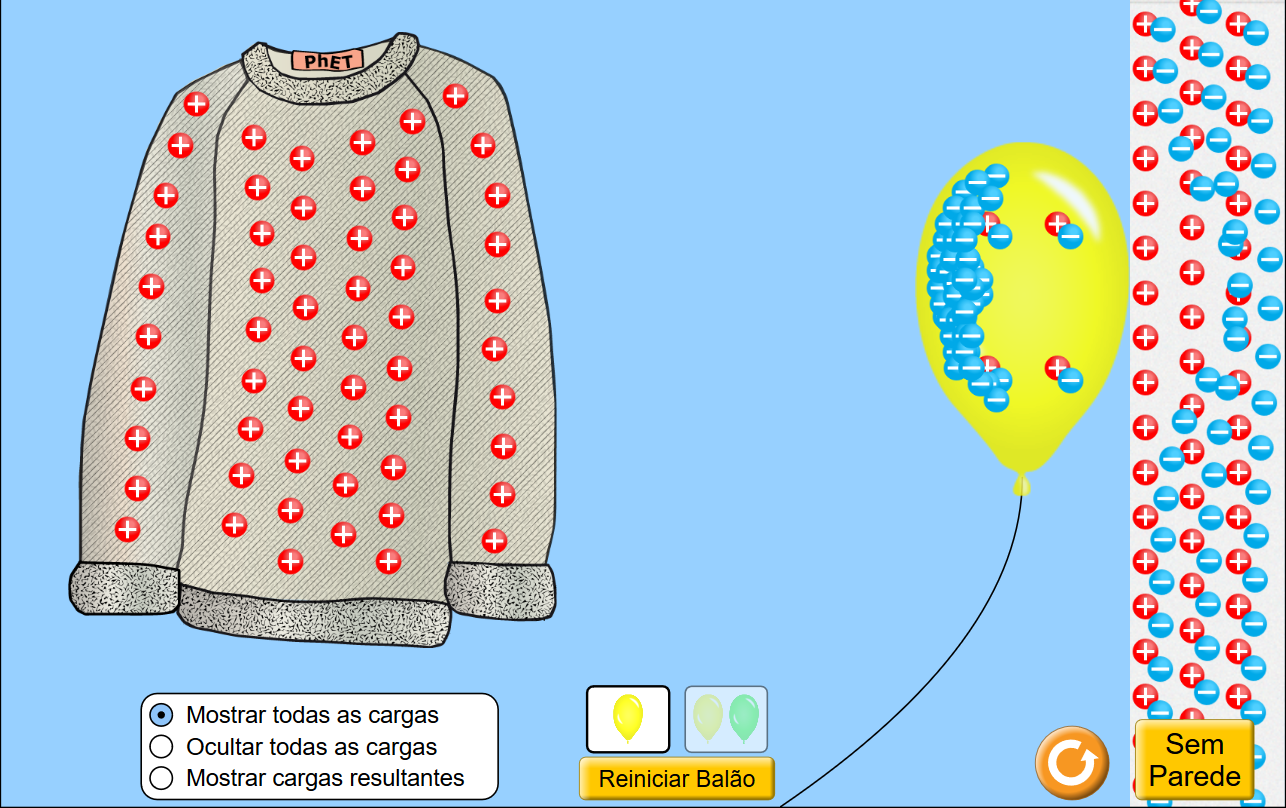 PhET
Mostrar todas as cargas
Ocultar todas as cargas
Mostrar cargas resultantes
Reiniciar Balão
Sem
Parede